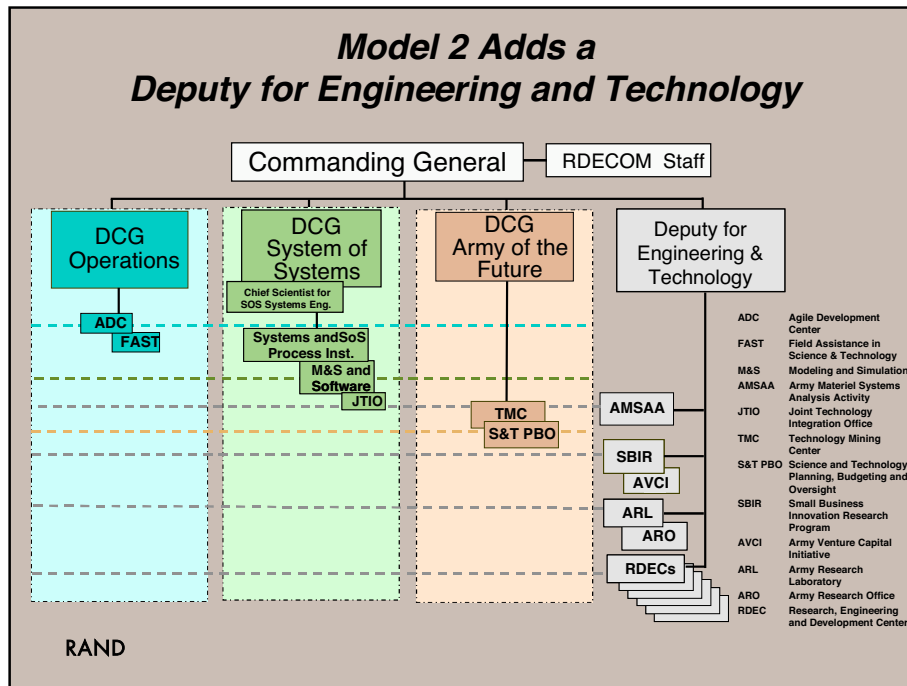 Model 2 Adds a
Deputy for Engineering and Technology
Commanding General
RDECOM Staff
DCG
Operations
ADC
FAST
DCG
System of
Systems
Chief Scientist for
SOS Systems Eng.
Systems andSoS
Process Inst.
M&S and
Software
JTIO
DCG
Army of the
Future
TMC
S&T PBO
Deputy for
Engineering &
Technology
AMSAA
SBIR
AVCI
ARL
ARO
RDECs
ADC Agile Development
Center
FAST Field Assistance in
Science & Technology
M&S Modeling and Simulation
AMSAA Army Materiel Systems
Analysis Activity
JTIO Joint Technology
Integration Office
TMC Technology Mining
Center
S&T PBO Science and Technology
Planning, Budgeting and
Oversight
SBIR Small Business
Innovation Research
Program
AVCI Army Venture Capital
Initiative
ARL Army Research
Laboratory
ARO Army Research Office
RDEC Research, Engineering
and Development Center
RAND